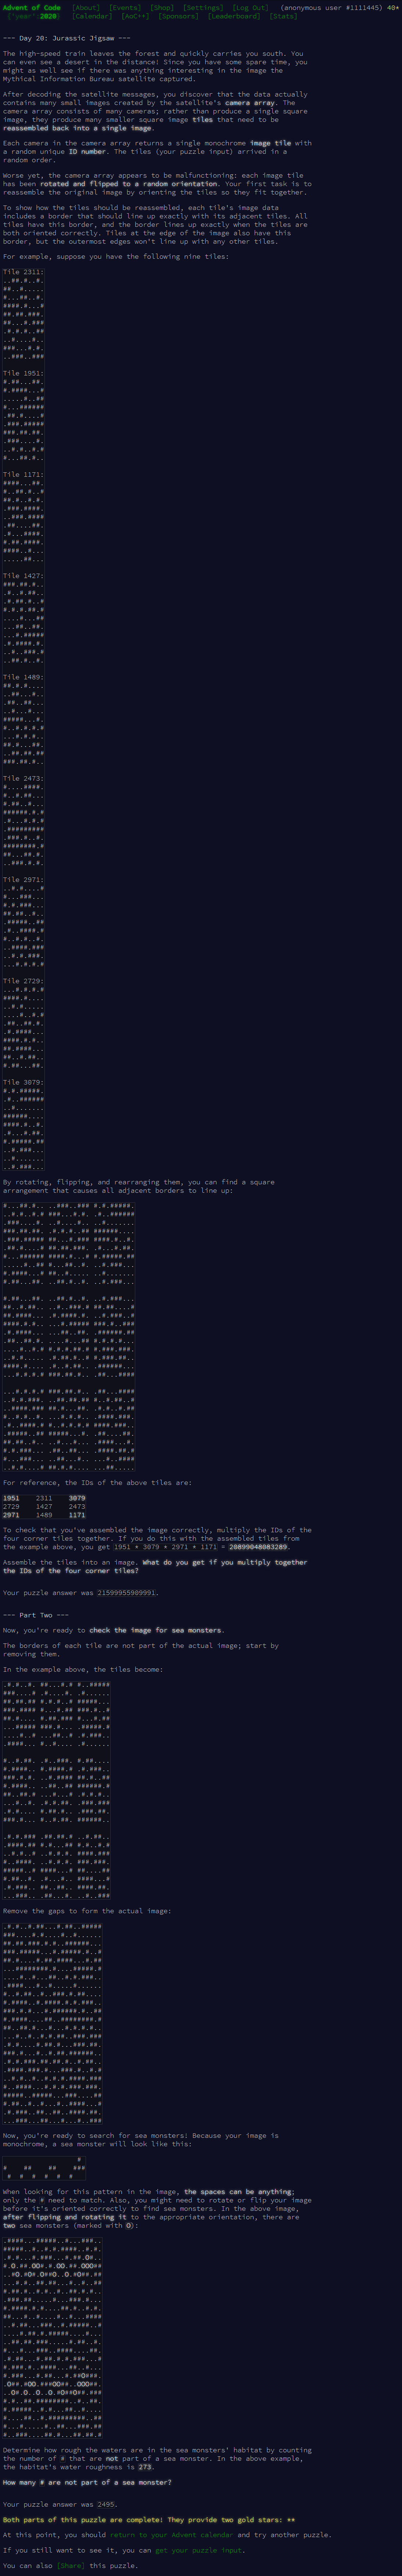 Advent of Code [About] [Events] [Shop] [Settings] [Log Out] (anonymous user #1111445) 40*
{"year":2020} [Calendar] [AoC++] [Sponsors] [Leaderboard] [Stats]
--- Day 20: Jurassic Jigsaw ---
The high-speed train leaves the forest and quickly carries you south. You
can even see a desert in the distance! Since you have some spare time, you
might as well see if there was anything interesting in the image the
Mythical Information Bureau satellite captured.
After decoding the satellite messages, you discover that the data actually
contains many small images created by the satellite's camera array. The
camera array consists of many cameras; rather than produce a single square
image, they produce many smaller square image tiles that need to be
reassembled back into a single image.
Each camera in the camera array returns a single monochrome image tile with
a random unique ID number. The tiles (your puzzle input) arrived in a
random order.
Worse yet, the camera array appears to be malfunctioning: each image tile
has been rotated and flipped to a random orientation. Your first task is to
reassemble the original image by orienting the tiles so they fit together.
To show how the tiles should be reassembled, each tile's image data
includes a border that should line up exactly with its adjacent tiles. All
tiles have this border, and the border lines up exactly when the tiles are
both oriented correctly. Tiles at the edge of the image also have this
border, but the outermost edges won't line up with any other tiles.
For example, suppose you have the following nine tiles:
Tile 2311:
..##.#..#.
##..#.....
#...##..#.
####.#...#
##.##.###.
##...#.###
.#.#.#..##
..#....#..
###...#.#.
..###..###
Tile 1951:
#.##...##.
#.####...#
.....#..##
#...######
.##.#....#
.###.#####
###.##.##.
.###....#.
..#.#..#.#
#...##.#..
Tile 1171:
####...##.
#..##.#..#
##.#..#.#.
.###.####.
..###.####
.##....##.
.#...####.
#.##.####.
####..#...
.....##...
Tile 1427:
###.##.#..
.#..#.##..
.#.##.#..#
#.#.#.##.#
....#...##
...##..##.
...#.#####
.#.####.#.
..#..###.#
..##.#..#.
Tile 1489:
##.#.#....
..##...#..
.##..##...
..#...#...
#####...#.
#..#.#.#.#
...#.#.#..
##.#...##.
..##.##.##
###.##.#..
Tile 2473:
#....####.
#..#.##...
#.##..#...
######.#.#
.#...#.#.#
.#########
.###.#..#.
########.#
##...##.#.
..###.#.#.
Tile 2971:
..#.#....#
#...###...
#.#.###...
##.##..#..
.#####..##
.#..####.#
#..#.#..#.
..####.###
..#.#.###.
...#.#.#.#
Tile 2729:
...#.#.#.#
####.#....
..#.#.....
....#..#.#
.##..##.#.
.#.####...
####.#.#..
##.####...
##..#.##..
#.##...##.
Tile 3079:
#.#.#####.
.#..######
..#.......
######....
####.#..#.
.#...#.##.
#.#####.##
..#.###...
..#.......
..#.###...
By rotating, flipping, and rearranging them, you can find a square
arrangement that causes all adjacent borders to line up:
#...##.#.. ..###..### #.#.#####.
..#.#..#.# ###...#.#. .#..######
.###....#. ..#....#.. ..#.......
###.##.##. .#.#.#..## ######....
.###.##### ##...#.### ####.#..#.
.##.#....# ##.##.###. .#...#.##.
#...###### ####.#...# #.#####.##
.....#..## #...##..#. ..#.###...
#.####...# ##..#..... ..#.......
#.##...##. ..##.#..#. ..#.###...
#.##...##. ..##.#..#. ..#.###...
##..#.##.. ..#..###.# ##.##....#
##.####... .#.####.#. ..#.###..#
####.#.#.. ...#.##### ###.#..###
.#.####... ...##..##. .######.##
.##..##.#. ....#...## #.#.#.#...
....#..#.# #.#.#.##.# #.###.###.
..#.#..... .#.##.#..# #.###.##..
####.#.... .#..#.##.. .######...
...#.#.#.# ###.##.#.. .##...####
...#.#.#.# ###.##.#.. .##...####
..#.#.###. ..##.##.## #..#.##..#
..####.### ##.#...##. .#.#..#.##
#..#.#..#. ...#.#.#.. .####.###.
.#..####.# #..#.#.#.# ####.###..
.#####..## #####...#. .##....##.
##.##..#.. ..#...#... .####...#.
#.#.###... .##..##... .####.##.#
#...###... ..##...#.. ...#..####
..#.#....# ##.#.#.... ...##.....
For reference, the IDs of the above tiles are:
1951 2311 3079
2729 1427 2473
2971 1489 1171
To check that you've assembled the image correctly, multiply the IDs of the
four corner tiles together. If you do this with the assembled tiles from
the example above, you get 1951 * 3079 * 2971 * 1171 = 20899048083289.
Assemble the tiles into an image. What do you get if you multiply together
the IDs of the four corner tiles?
Your puzzle answer was 21599955909991.
--- Part Two ---
Now, you're ready to check the image for sea monsters.
The borders of each tile are not part of the actual image; start by
removing them.
In the example above, the tiles become:
.#.#..#. ##...#.# #..#####
###....# .#....#. .#......
##.##.## #.#.#..# #####...
###.#### #...#.## ###.#..#
##.#.... #.##.### #...#.##
...##### ###.#... .#####.#
....#..# ...##..# .#.###..
.####... #..#.... .#......
#..#.##. .#..###. #.##....
#.####.. #.####.# .#.###..
###.#.#. ..#.#### ##.#..##
#.####.. ..##..## ######.#
##..##.# ...#...# .#.#.#..
...#..#. .#.#.##. .###.###
.#.#.... #.##.#.. .###.##.
###.#... #..#.##. ######..
.#.#.### .##.##.# ..#.##..
.####.## #.#...## #.#..#.#
..#.#..# ..#.#.#. ####.###
#..####. ..#.#.#. ###.###.
#####..# ####...# ##....##
#.##..#. .#...#.. ####...#
.#.###.. ##..##.. ####.##.
...###.. .##...#. ..#..###
Remove the gaps to form the actual image:
.#.#..#.##...#.##..#####
###....#.#....#..#......
##.##.###.#.#..######...
###.#####...#.#####.#..#
##.#....#.##.####...#.##
...########.#....#####.#
....#..#...##..#.#.###..
.####...#..#.....#......
#..#.##..#..###.#.##....
#.####..#.####.#.#.###..
###.#.#...#.######.#..##
#.####....##..########.#
##..##.#...#...#.#.#.#..
...#..#..#.#.##..###.###
.#.#....#.##.#...###.##.
###.#...#..#.##.######..
.#.#.###.##.##.#..#.##..
.####.###.#...###.#..#.#
..#.#..#..#.#.#.####.###
#..####...#.#.#.###.###.
#####..#####...###....##
#.##..#..#...#..####...#
.#.###..##..##..####.##.
...###...##...#...#..###
Now, you're ready to search for sea monsters! Because your image is
monochrome, a sea monster will look like this:
                  # 
#    ##    ##    ###
 #  #  #  #  #  #   
When looking for this pattern in the image, the spaces can be anything;
only the # need to match. Also, you might need to rotate or flip your image
before it's oriented correctly to find sea monsters. In the above image,
after flipping and rotating it to the appropriate orientation, there are
two sea monsters (marked with O):
.####...#####..#...###..
#####..#..#.#.####..#.#.
.#.#...#.###...#.##.O#..
#.O.##.OO#.#.OO.##.OOO##
..#O.#O#.O##O..O.#O##.##
...#.#..##.##...#..#..##
#.##.#..#.#..#..##.#.#..
.###.##.....#...###.#...
#.####.#.#....##.#..#.#.
##...#..#....#..#...####
..#.##...###..#.#####..#
....#.##.#.#####....#...
..##.##.###.....#.##..#.
#...#...###..####....##.
.#.##...#.##.#.#.###...#
#.###.#..####...##..#...
#.###...#.##...#.##O###.
.O##.#OO.###OO##..OOO##.
..O#.O..O..O.#O##O##.###
#.#..##.########..#..##.
#.#####..#.#...##..#....
#....##..#.#########..##
#...#.....#..##...###.##
#..###....##.#...##.##.#
Determine how rough the waters are in the sea monsters' habitat by counting
the number of # that are not part of a sea monster. In the above example,
the habitat's water roughness is 273.
How many # are not part of a sea monster?
Your puzzle answer was 2495.
Both parts of this puzzle are complete! They provide two gold stars: **
At this point, you should return to your Advent calendar and try another puzzle.
If you still want to see it, you can get your puzzle input.
You can also [Share] this puzzle.